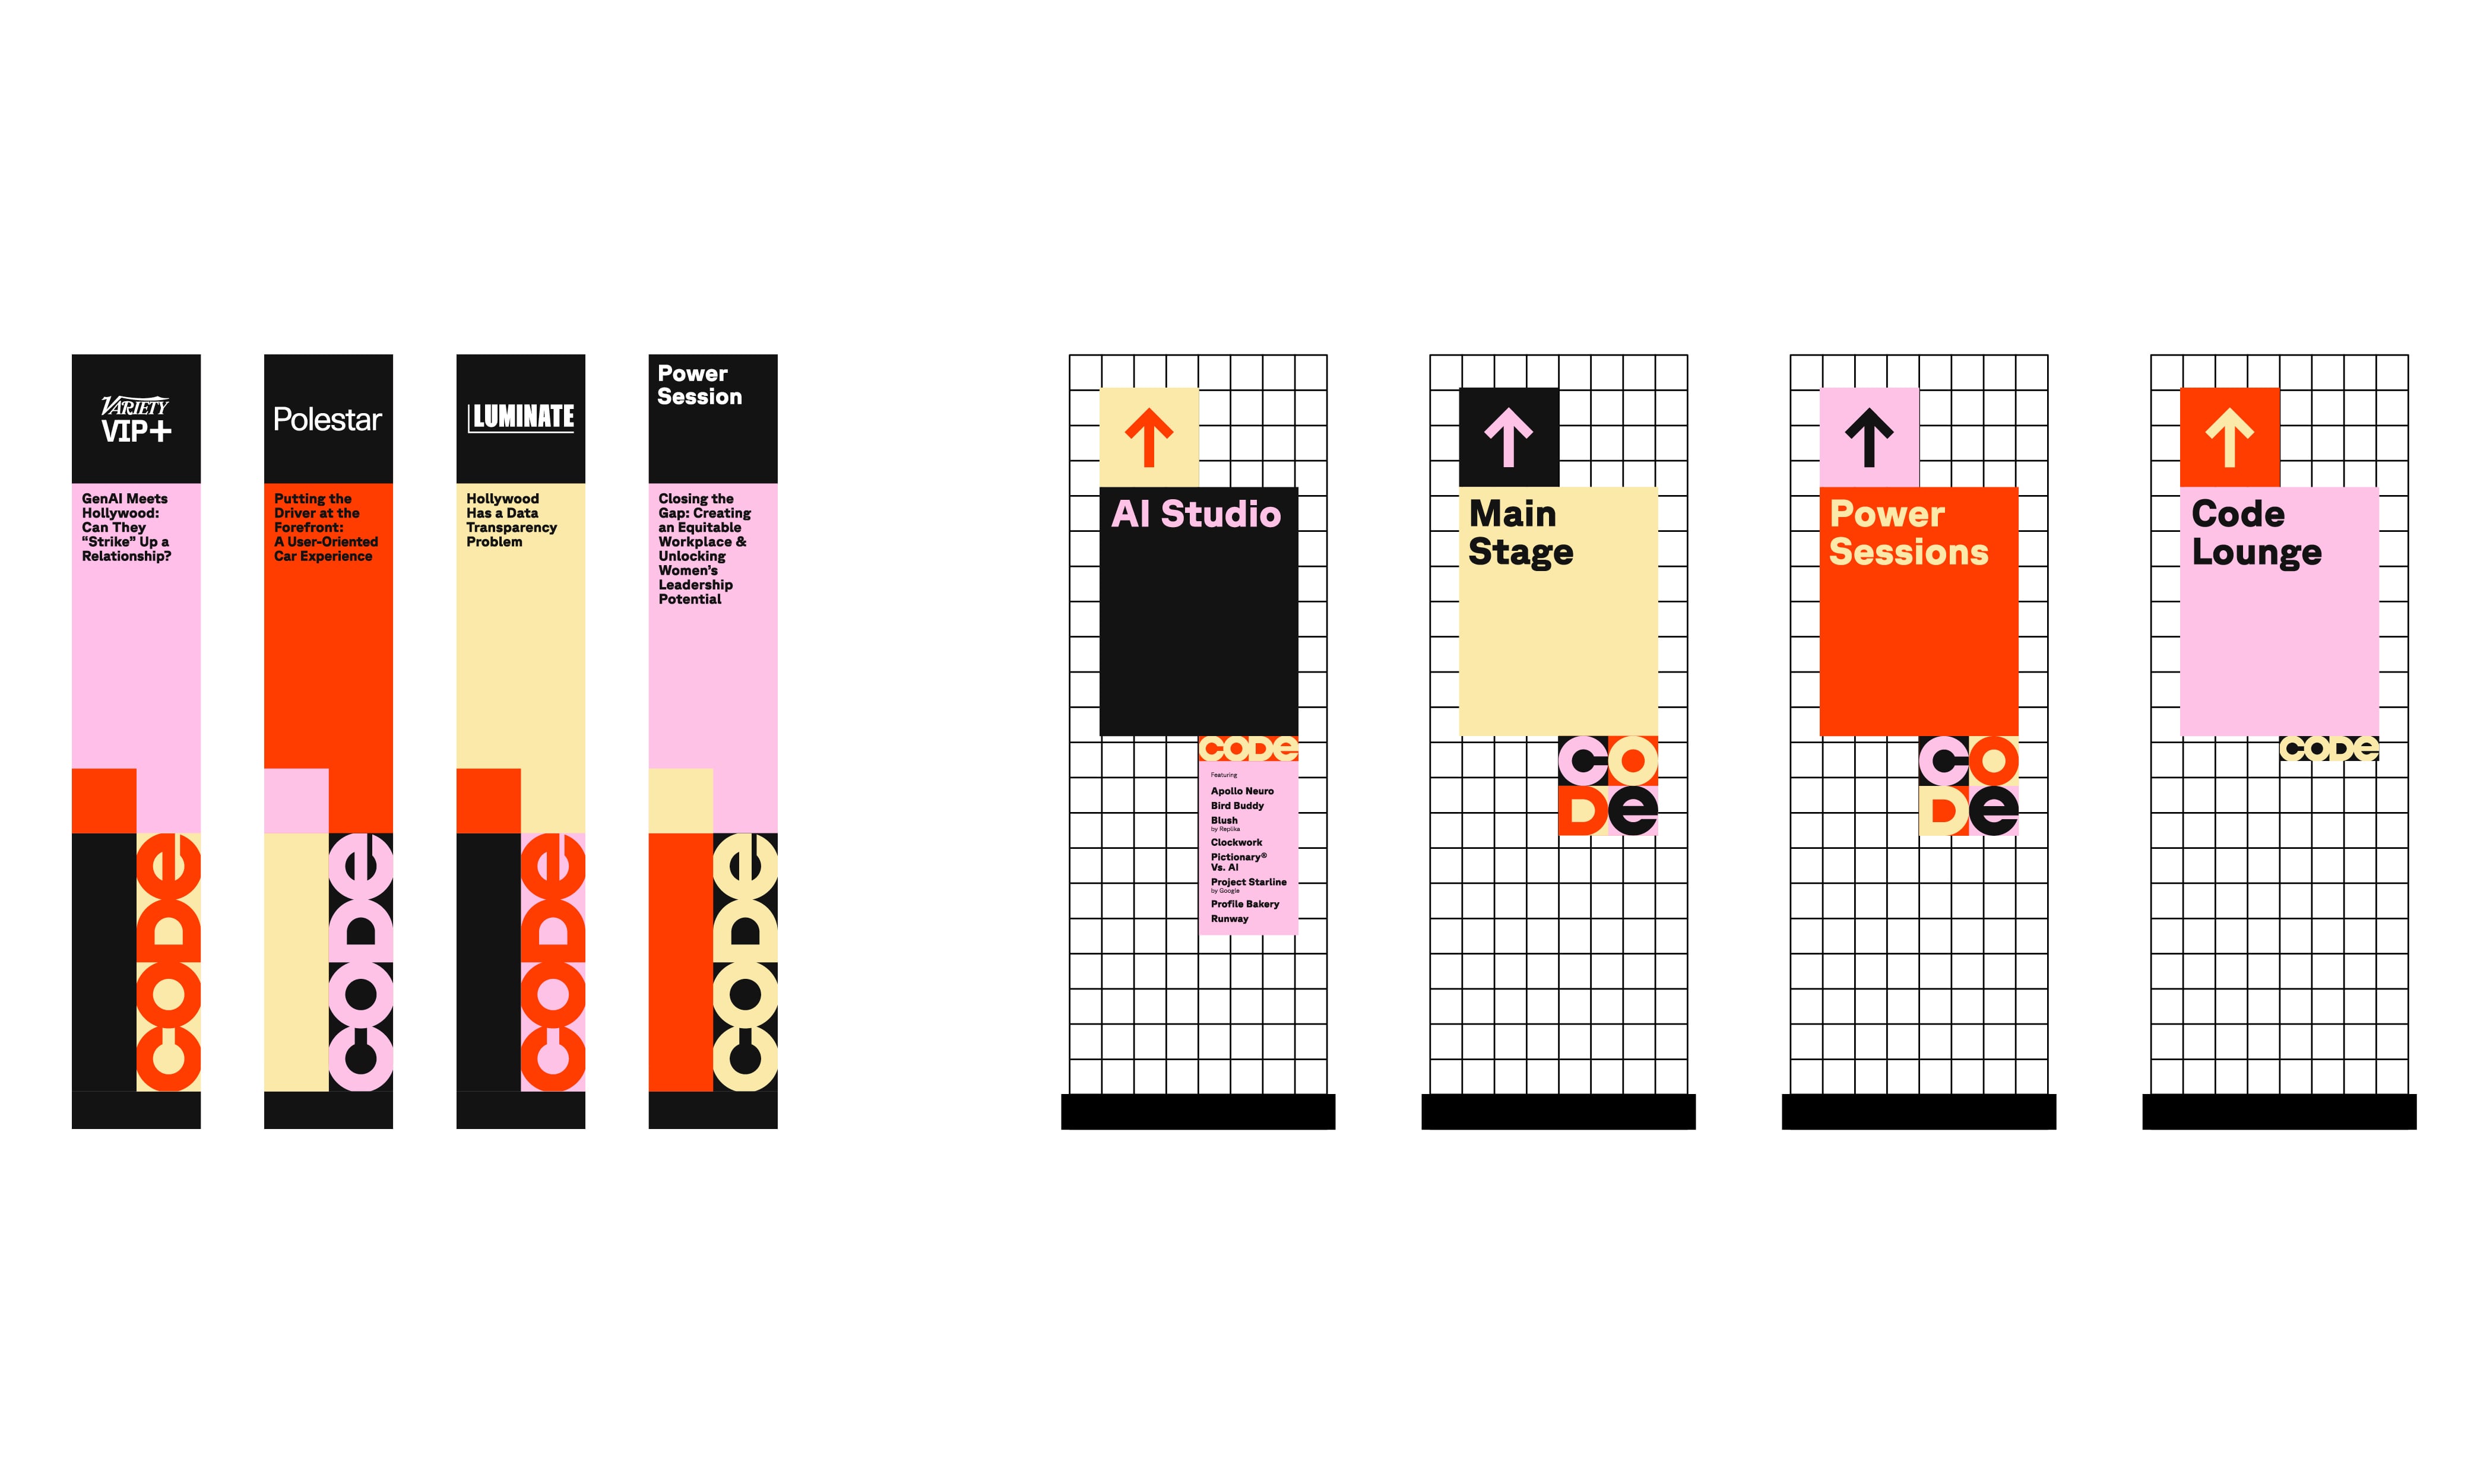 VARIETY
VIP+
GenAI Meets
Hollywood:
Can They
“Strike” Up a
Relationship?
CODe
Polestar
Putting the
Driver at the
Forefront:
A User-Oriented
Car Experience
CODe
LUMINATE
Hollywood
Has a Data
Transparency
Problem
CODe
Power
Session
Closing the
Gap: Creating
an Equitable
Workplace &
Unlocking
Women’s
Leadership
Potential
CODe
AI Studio
CODe
Featuring
Apollo Neuro
Bird Buddy
Blush
by Replika
Clockwork
Pictionary®
Vs. AI
Project Starline
by Google
Profile Bakery
Runway
Main
Stage
CO
De
Power
Sessions
CO
De
Code
Lounge
CODe